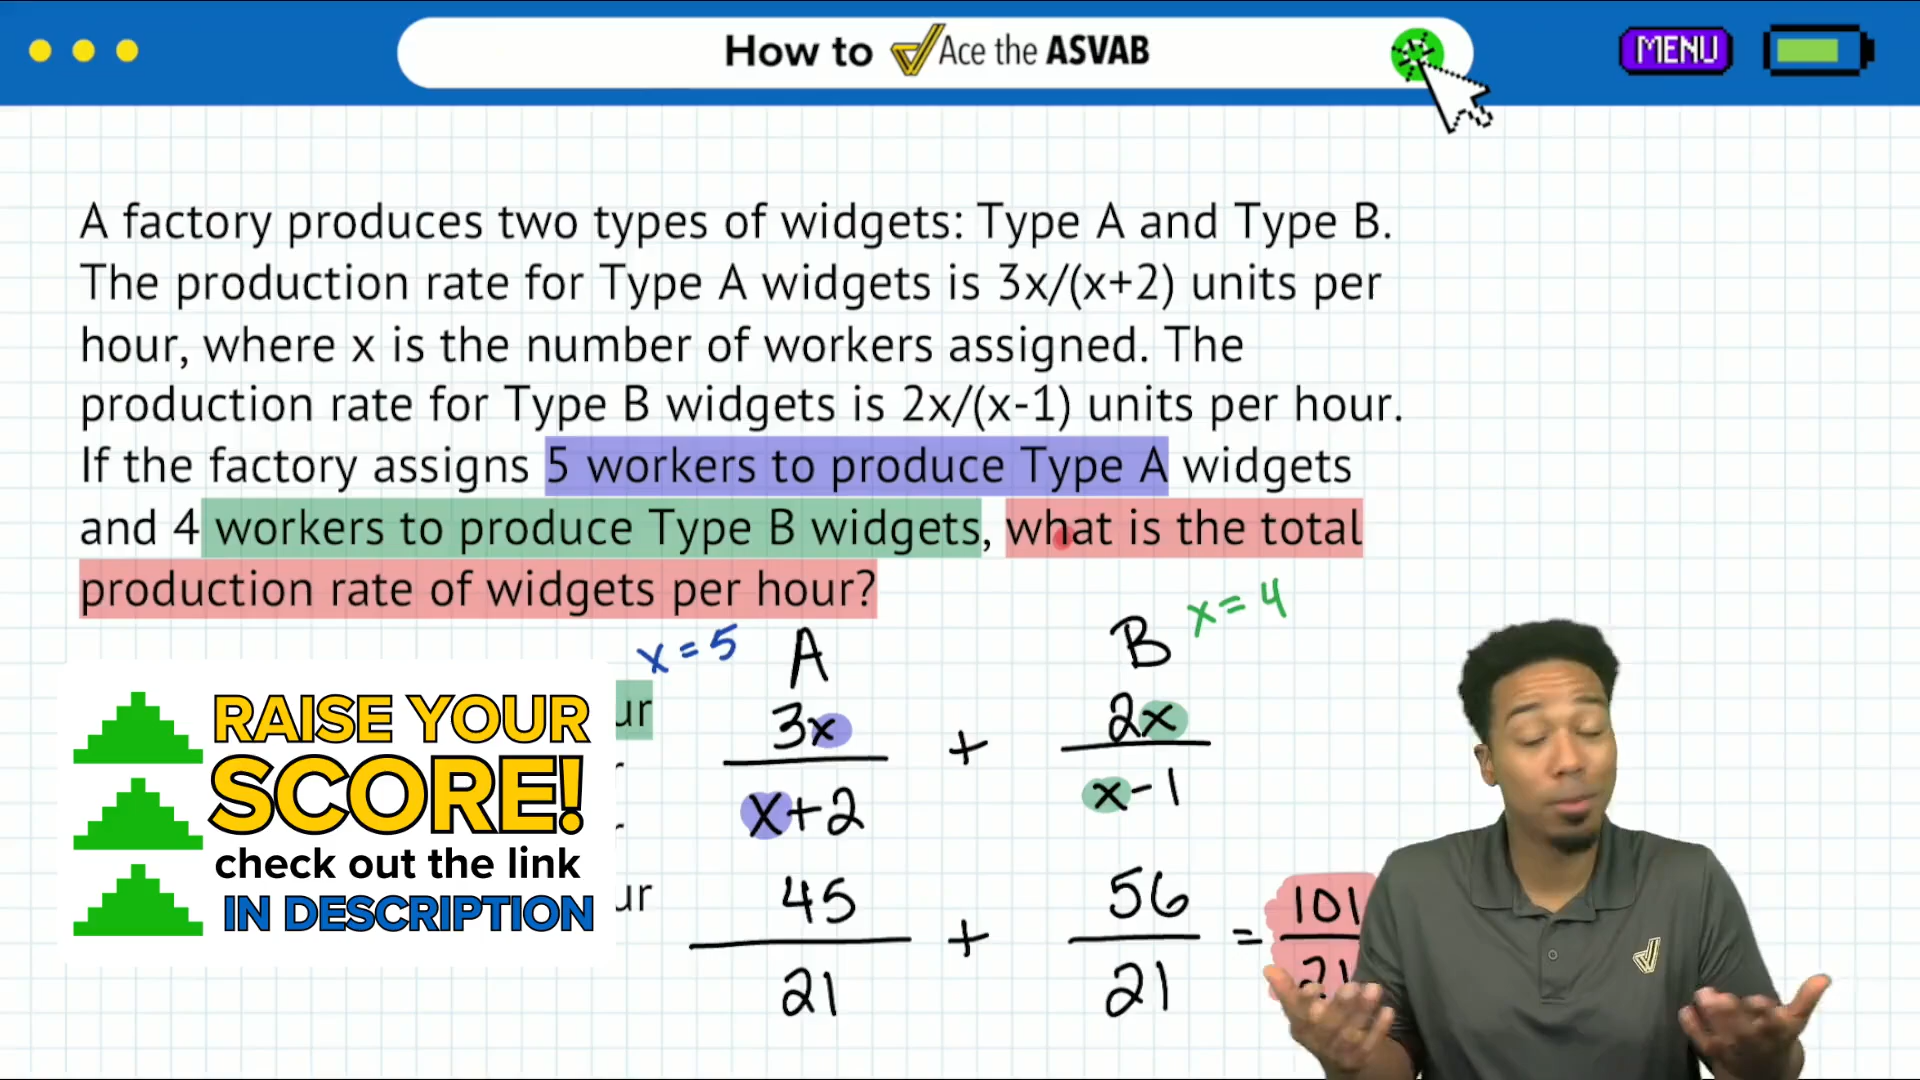 How to Ace the ASVAB
MENU
A factory produces two types of widgets: Type A and Type B.
The production rate for Type A widgets is 3x/(x+2) units per
hour, where x is the number of workers assigned. The
production rate for Type B widgets is 2x/(x-1) units per hour.
If the factory assigns 5 workers to produce Type A widgets
and 4 workers to produce Type B widgets, what is the total
production rate of widgets per hour?
x = 5 A B x = 4
RAISE YOUR
SCORE!
check out the link
IN DESCRIPTION
ur
ur
3x + 2x
x+2 x-1
45 + 56 = 101
21 21 21